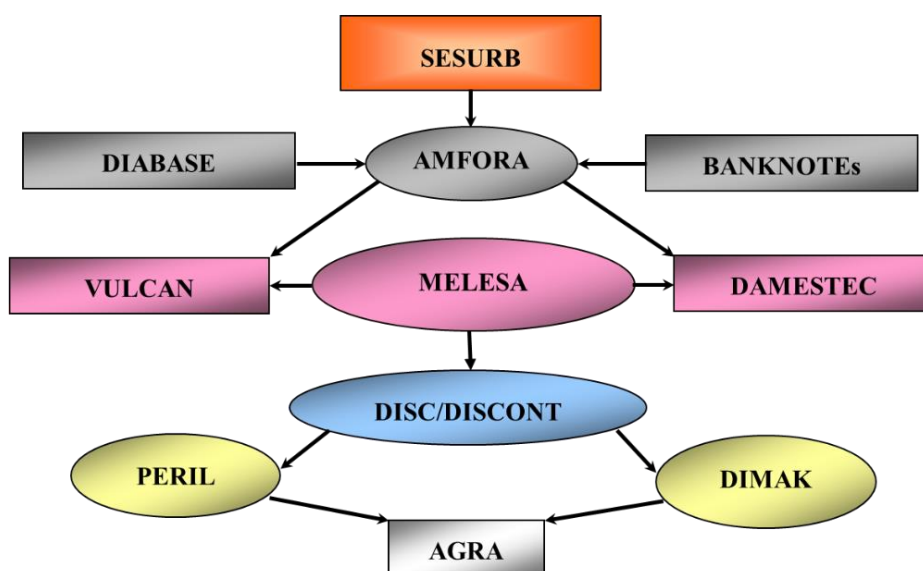 SESURB
DIABASE
AMFORA
BANKNOTEs
VULCAN
MELESA
DAMESTEC
DISC/DISCONT
PERIL
DIMAK
AGRA